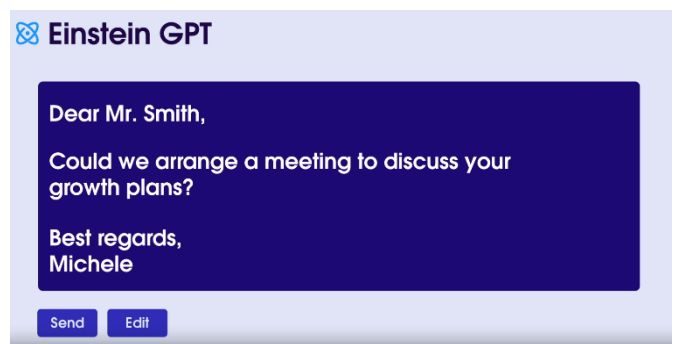 Einstein GPT
Dear Mr. Smith,
Could we arrange a meeting to discuss your
growth plans?
Best regards,
Michele
Send Edit